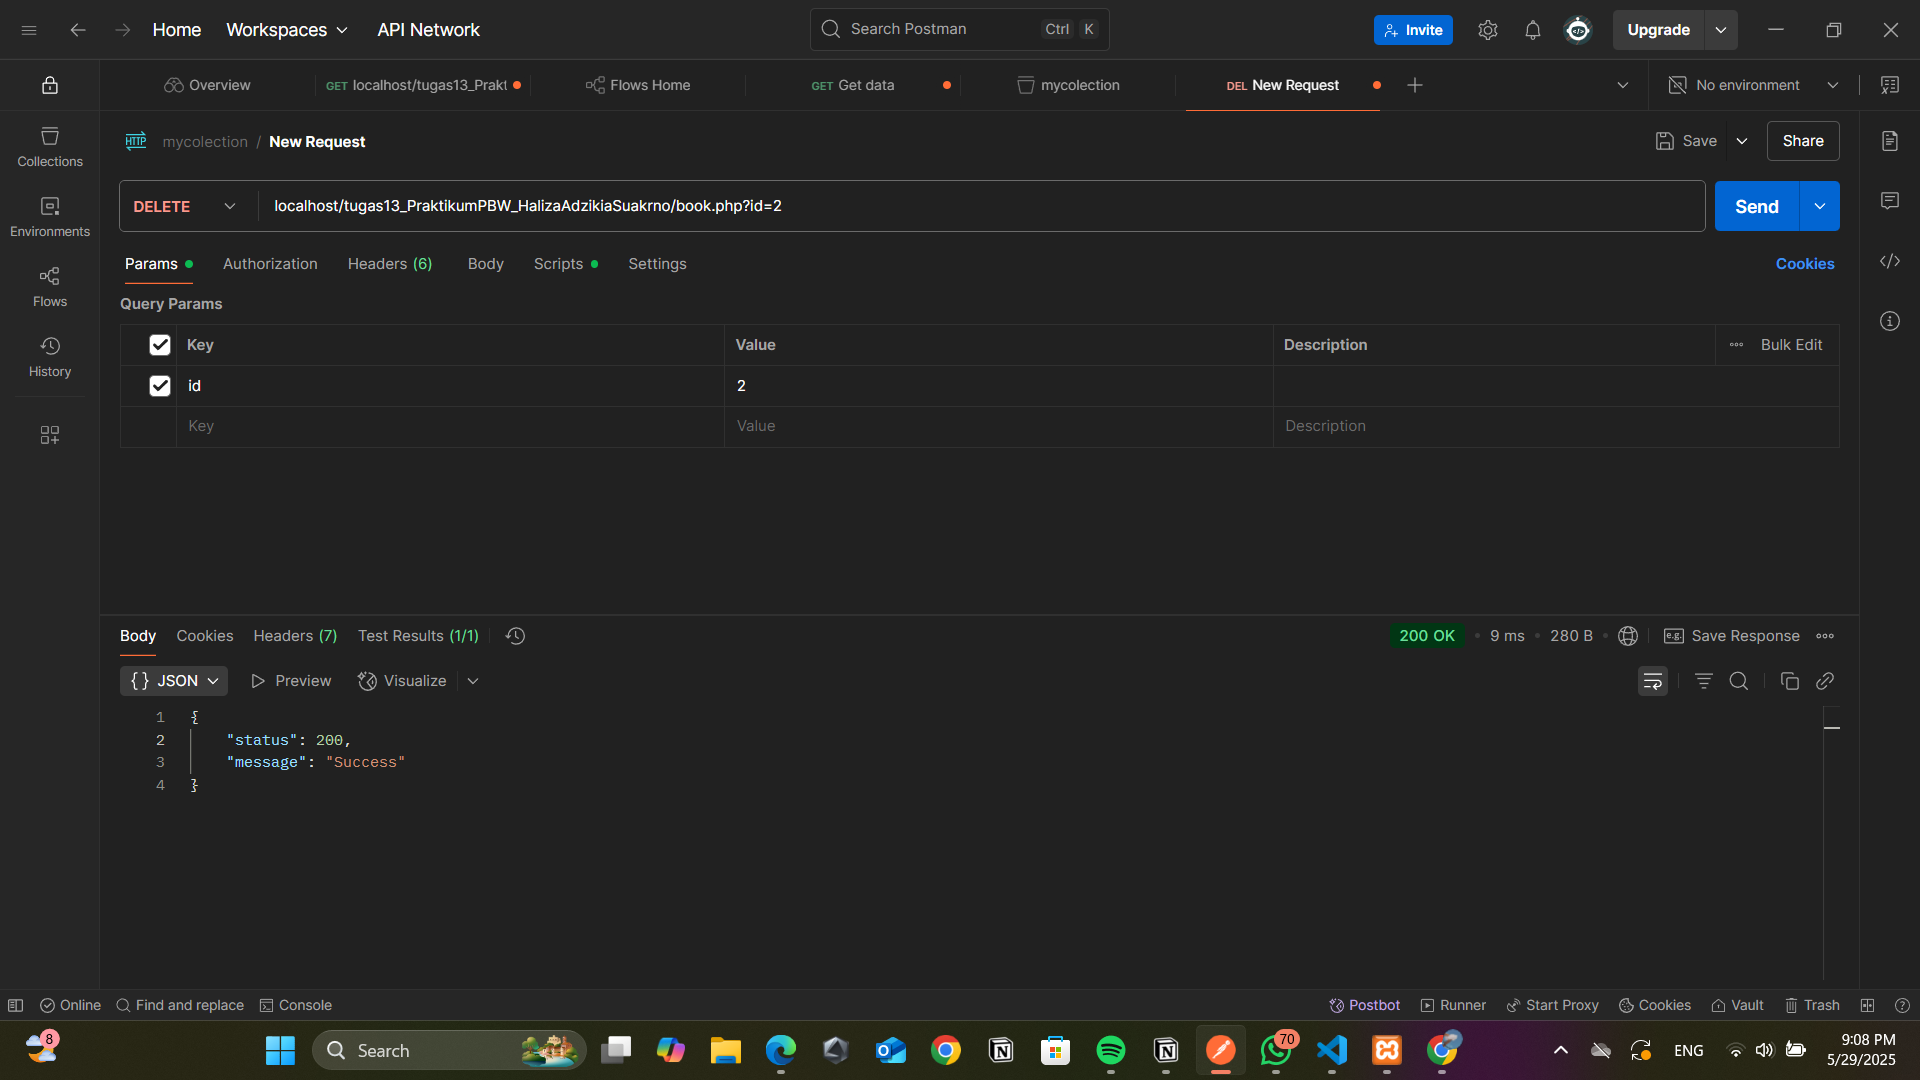 Home Workspaces API Network Search Postman Ctrl K Invite Upgrade
Overview GET localhost/tugas13_Prakt GET Get data Flows Home mycolection DEL New Request No environment
Collections
Environments
Flows
History
HTTP mycolection / New Request Save Share
DELETE localhost/tugas13_PraktikumPBW_HalizaAdzikiaSuakrno/book.php?id=2 Send
Params Authorization Headers (6) Body Scripts Settings Cookies
Query Params
Key Value Description Bulk Edit
id 2
Key Value Description
Body Cookies Headers (7) Test Results (1/1) 200 OK 9 ms 280 B e.g. Save Response
{} JSON Preview Visualize
1 {
2 "status": 200,
3 "message": "Success"
4 }
Online Find and replace Console Postbot Runner Start Proxy Cookies Vault Trash
8 Search 70 ENG 9:08 PM
5/29/2025